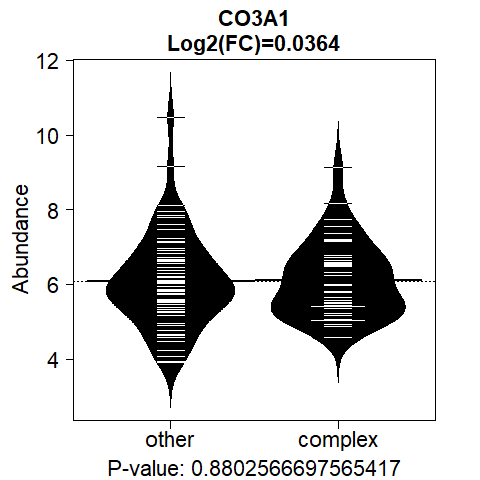 CO3A1
Log2(FC)=0.0364
12
10
8
6
4
Abundance
other complex
P-value: 0.8802566697565417